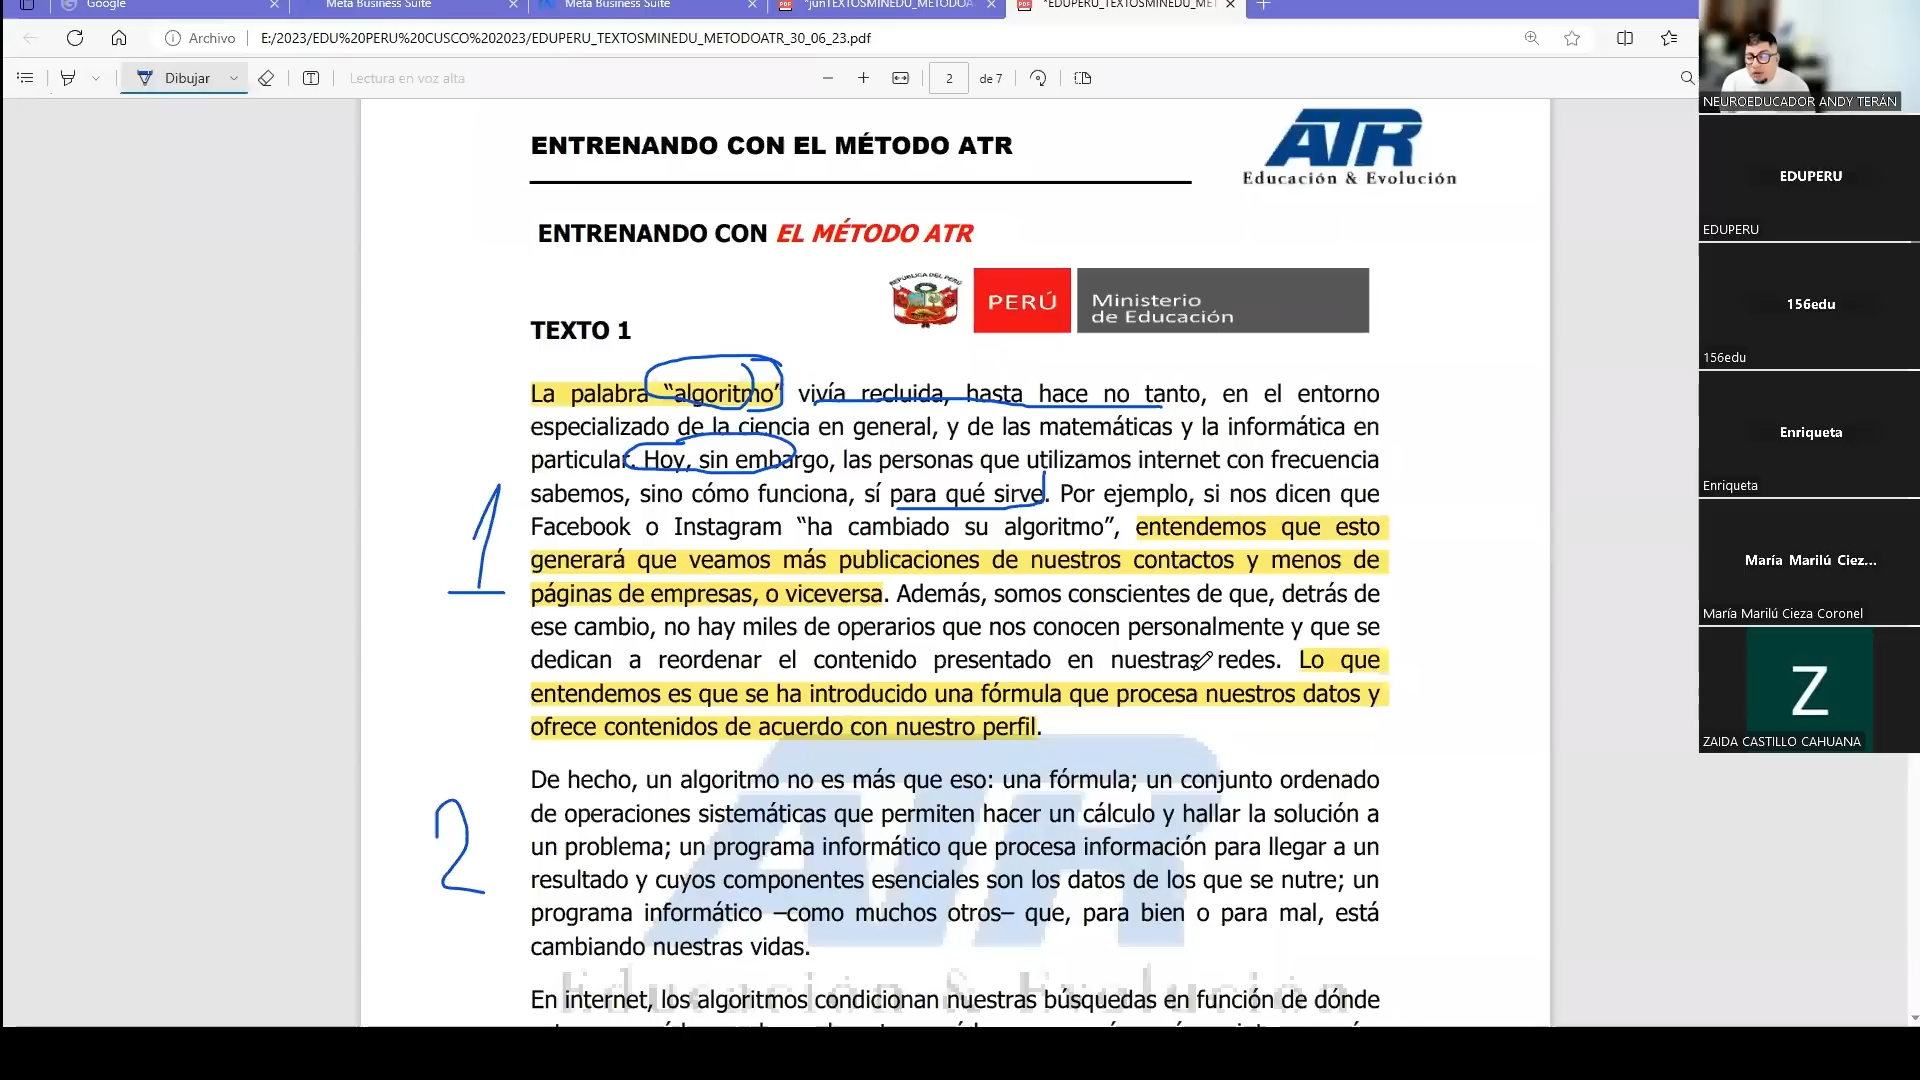 Google
Meta Business Suite
Meta Business Suite
*junTEXTOSMINEDU_METODOA
*EDUPERU_TEXTOSMINEDU_MET
Archivo
E:/2023/EDU%20PERU%20CUSCO%202023/EDUPERU_TEXTOSMINEDU_METODOATR_30_06_23.pdf
Dibujar
Lectura en voz alta
2
de 7
ENTRENANDO CON EL MÉTODO ATR
ATR
Educación & Evolución
ENTRENANDO CON EL MÉTODO ATR
REPÚBLICA DEL PERÚ
PERÚ
Ministerio
de Educación
TEXTO 1
La palabra “algoritmo” vivía recluida, hasta hace no tanto, en el entorno
especializado de la ciencia en general, y de las matemáticas y la informática en
particular. Hoy, sin embargo, las personas que utilizamos internet con frecuencia
sabemos, sino cómo funciona, sí para qué sirve. Por ejemplo, si nos dicen que
Facebook o Instagram “ha cambiado su algoritmo”, entendemos que esto
generará que veamos más publicaciones de nuestros contactos y menos de
páginas de empresas, o viceversa. Además, somos conscientes de que, detrás de
ese cambio, no hay miles de operarios que nos conocen personalmente y que se
dedican a reordenar el contenido presentado en nuestras redes. Lo que
entendemos es que se ha introducido una fórmula que procesa nuestros datos y
ofrece contenidos de acuerdo con nuestro perfil.
1
De hecho, un algoritmo no es más que eso: una fórmula; un conjunto ordenado
de operaciones sistemáticas que permiten hacer un cálculo y hallar la solución a
un problema; un programa informático que procesa información para llegar a un
resultado y cuyos componentes esenciales son los datos de los que se nutre; un
programa informático –como muchos otros– que, para bien o para mal, está
cambiando nuestras vidas.
2
ATR
Educación & Evolución
En internet, los algoritmos condicionan nuestras búsquedas en función de dónde
NEUROEDUCADOR ANDY TERÁN
EDUPERU
EDUPERU
156edu
156edu
Enriqueta
Enriqueta
María Marilú Ciez...
María Marilú Cieza Coronel
Z
ZAIDA CASTILLO CAHUANA